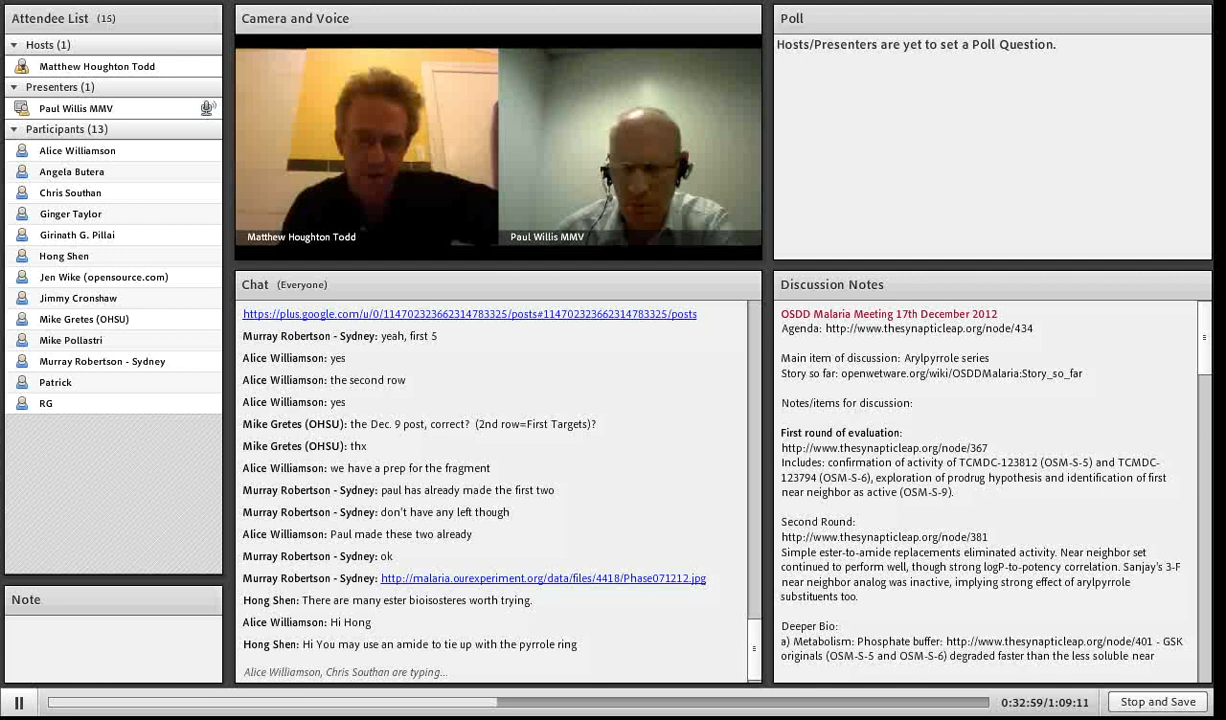 Attendee List (15)
Hosts (1)
Matthew Houghton Todd
Presenters (1)
Paul Willis MMV
Participants (13)
Alice Williamson
Angela Butera
Chris Southan
Ginger Taylor
Girinath G. Pillai
Hong Shen
Jen Wike (opensource.com)
Jimmy Cronshaw
Mike Gretes (OHSU)
Mike Pollastri
Murray Robertson - Sydney
Patrick
RG
Note
Camera and Voice
Matthew Houghton Todd
Paul Willis MMV
Chat (Everyone)
https://plus.google.com/u/0/114702323662314783325/posts#114702323662314783325/posts
Murray Robertson - Sydney: yeah, first 5
Alice Williamson: yes
Alice Williamson: the second row
Alice Williamson: yes
Mike Gretes (OHSU): the Dec. 9 post, correct? (2nd row=First Targets)?
Mike Gretes (OHSU): thx
Alice Williamson: we have a prep for the fragment
Murray Robertson - Sydney: paul has already made the first two
Murray Robertson - Sydney: don't have any left though
Alice Williamson: Paul made these two already
Murray Robertson - Sydney: ok
Murray Robertson - Sydney: http://malaria.ourexperiment.org/data/files/4418/Phase071212.jpg
Hong Shen: There are many ester bioisosteres worth trying.
Alice Williamson: Hi Hong
Hong Shen: Hi You may use an amide to tie up with the pyrrole ring
Alice Williamson, Chris Southan are typing...
Poll
Hosts/Presenters are yet to set a Poll Question.
Discussion Notes
OSDD Malaria Meeting 17th December 2012
Agenda: http://www.thesynapticleap.org/node/434
Main item of discussion: Arylpyrrole series
Story so far: openwetware.org/wiki/OSDDMalaria:Story_so_far
Notes/items for discussion:
First round of evaluation:
http://www.thesynapticleap.org/node/367
Includes: confirmation of activity of TCMDC-123812 (OSM-S-5) and TCMDC-
123794 (OSM-S-6), exploration of prodrug hypothesis and identification of first
near neighbor as active (OSM-S-9).
Second Round:
http://www.thesynapticleap.org/node/381
Simple ester-to-amide replacements eliminated activity. Near neighbor set
continued to perform well, though strong logP-to-potency correlation. Sanjay's 3-F
near neighbor analog was inactive, implying strong effect of arylpyrrole
substituents too.
Deeper Bio:
a) Metabolism: Phosphate buffer: http://www.thesynapticleap.org/node/401 - GSK
originals (OSM-S-5 and OSM-S-6) degraded faster than the less soluble near
0:32:59/1:09:11
Stop and Save